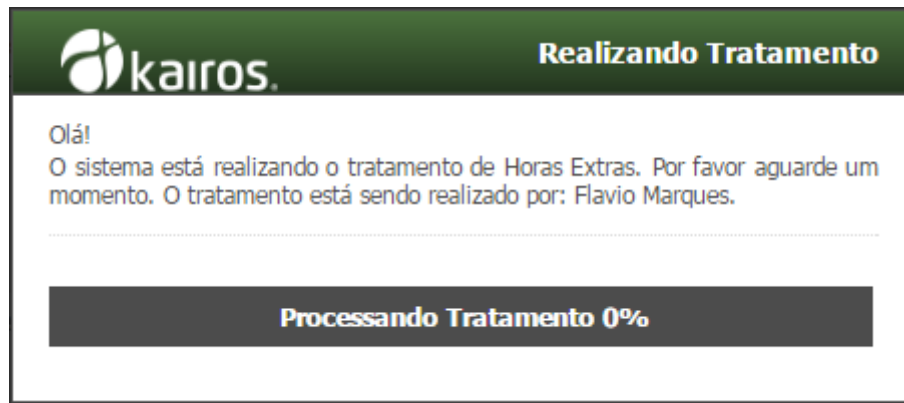 kairos.
Realizando Tratamento
Olá!
O sistema está realizando o tratamento de Horas Extras. Por favor aguarde um
momento. O tratamento está sendo realizado por: Flavio Marques.
Processando Tratamento 0%